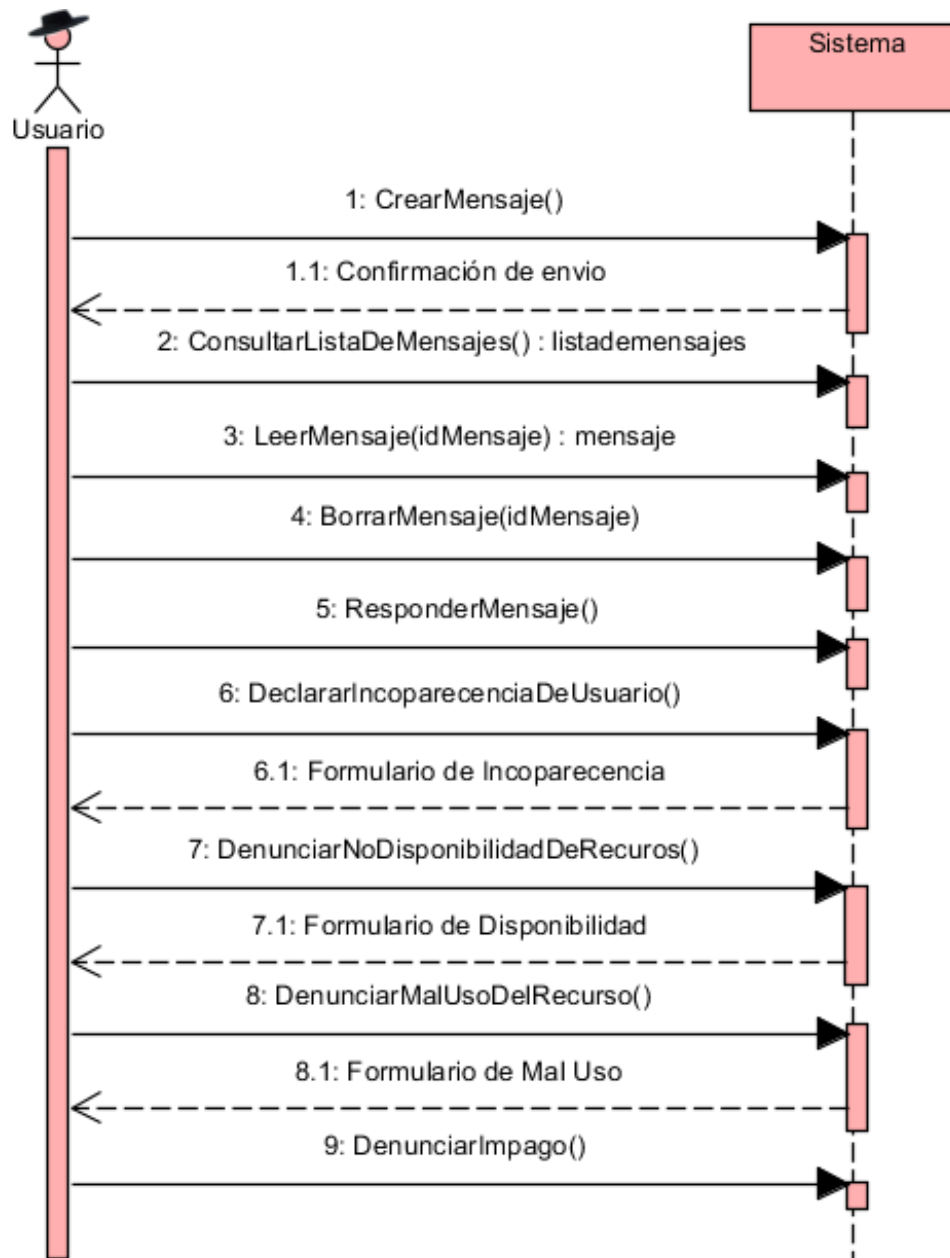 Usuario
Sistema
1: CrearMensaje()
1.1: Confirmación de envio
2: ConsultarListaDeMensajes() : listademensajes
3: LeerMensaje(idMensaje) : mensaje
4: BorrarMensaje(idMensaje)
5: ResponderMensaje()
6: DeclararIncoparecenciaDeUsuario()
6.1: Formulario de Incoparecencia
7: DenunciarNoDisponibilidadDeRecuros()
7.1: Formulario de Disponibilidad
8: DenunciarMalUsoDelRecurso()
8.1: Formulario de Mal Uso
9: DenunciarImpago()